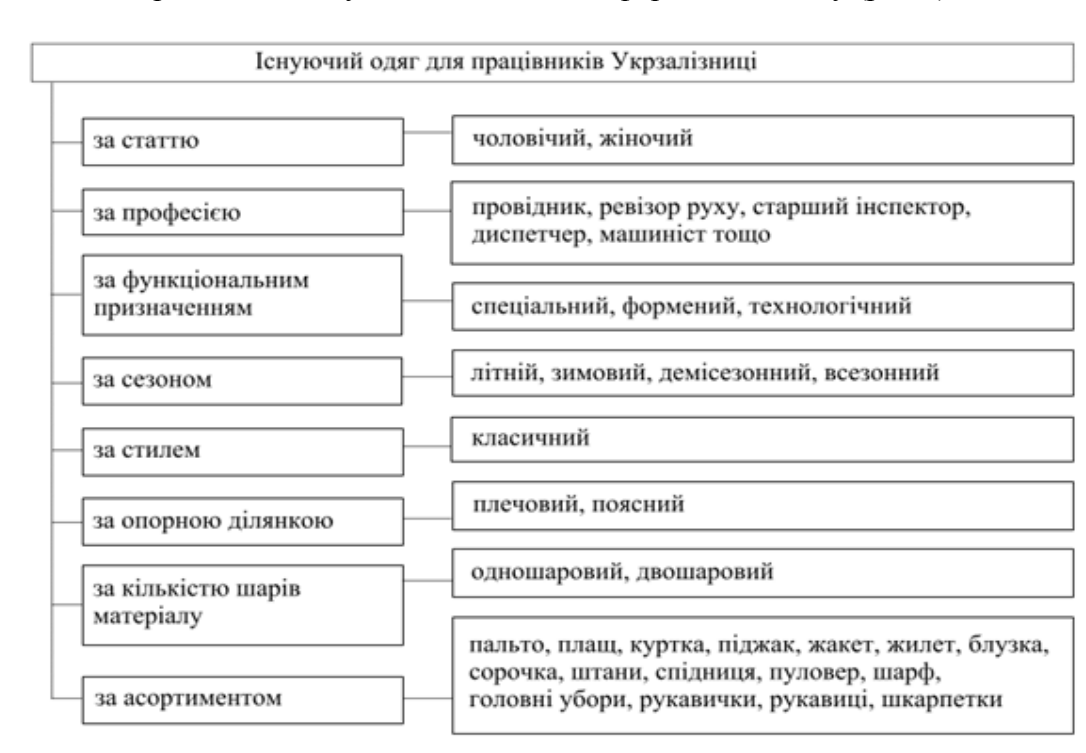 Існуючий одяг для працівників Укрзалізниці
за статтю
чоловічий, жіночий
за професією
провідник, ревізор руху, старший інспектор,
диспетчер, машиніст тощо
за функціональним
призначенням
спеціальний, формений, технологічний
за сезоном
літній, зимовий, демісезонний, всезонний
за стилем
класичний
за опорною ділянкою
плечовий, поясний
за кількістю шарів
матеріалу
одношаровий, двошаровий
за асортиментом
пальто, плащ, куртка, піджак, жакет, жилет, блузка,
сорочка, штани, спідниця, пуловер, шарф,
головні убори, рукавички, рукавиці, шкарпетки